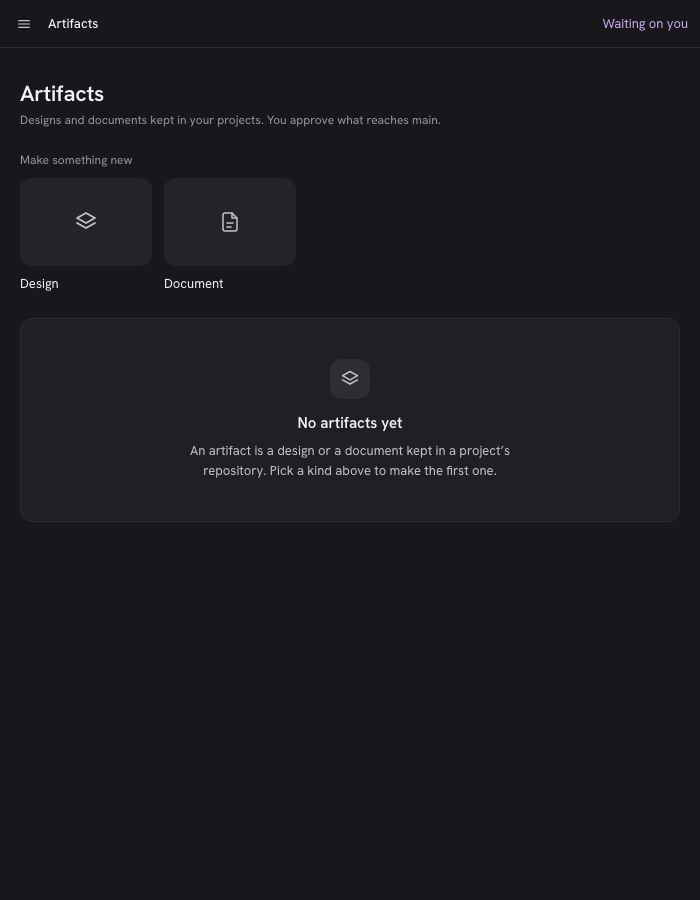 Artifacts
Waiting on you
Artifacts
Designs and documents kept in your projects. You approve what reaches main.
Make something new
Design
Document
No artifacts yet
An artifact is a design or a document kept in a project’s
repository. Pick a kind above to make the first one.